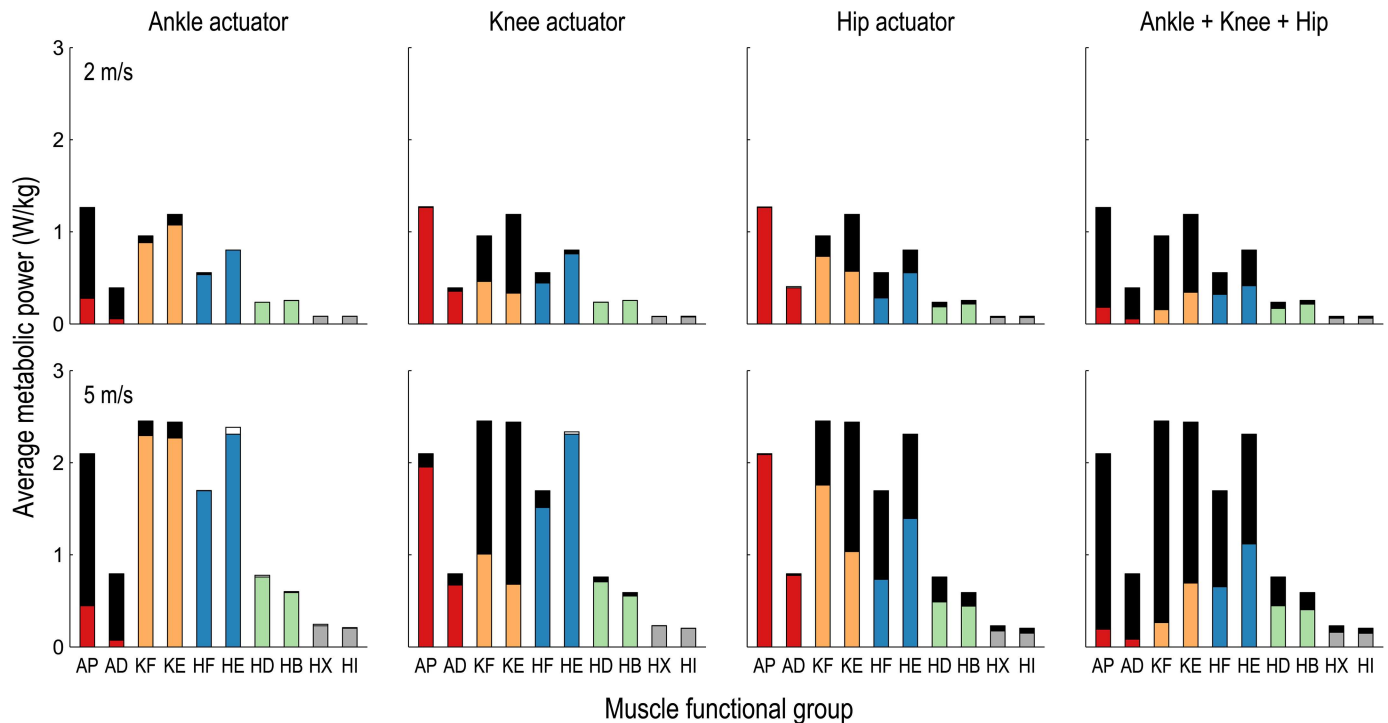 Ankle actuator
Knee actuator
Hip actuator
Ankle + Knee + Hip
Average metabolic power (W/kg)
3
2
1
0
2 m/s
3
2
1
0
5 m/s
AP AD KF KE HF HE HD HB HX HI
AP AD KF KE HF HE HD HB HX HI
AP AD KF KE HF HE HD HB HX HI
AP AD KF KE HF HE HD HB HX HI
Muscle functional group